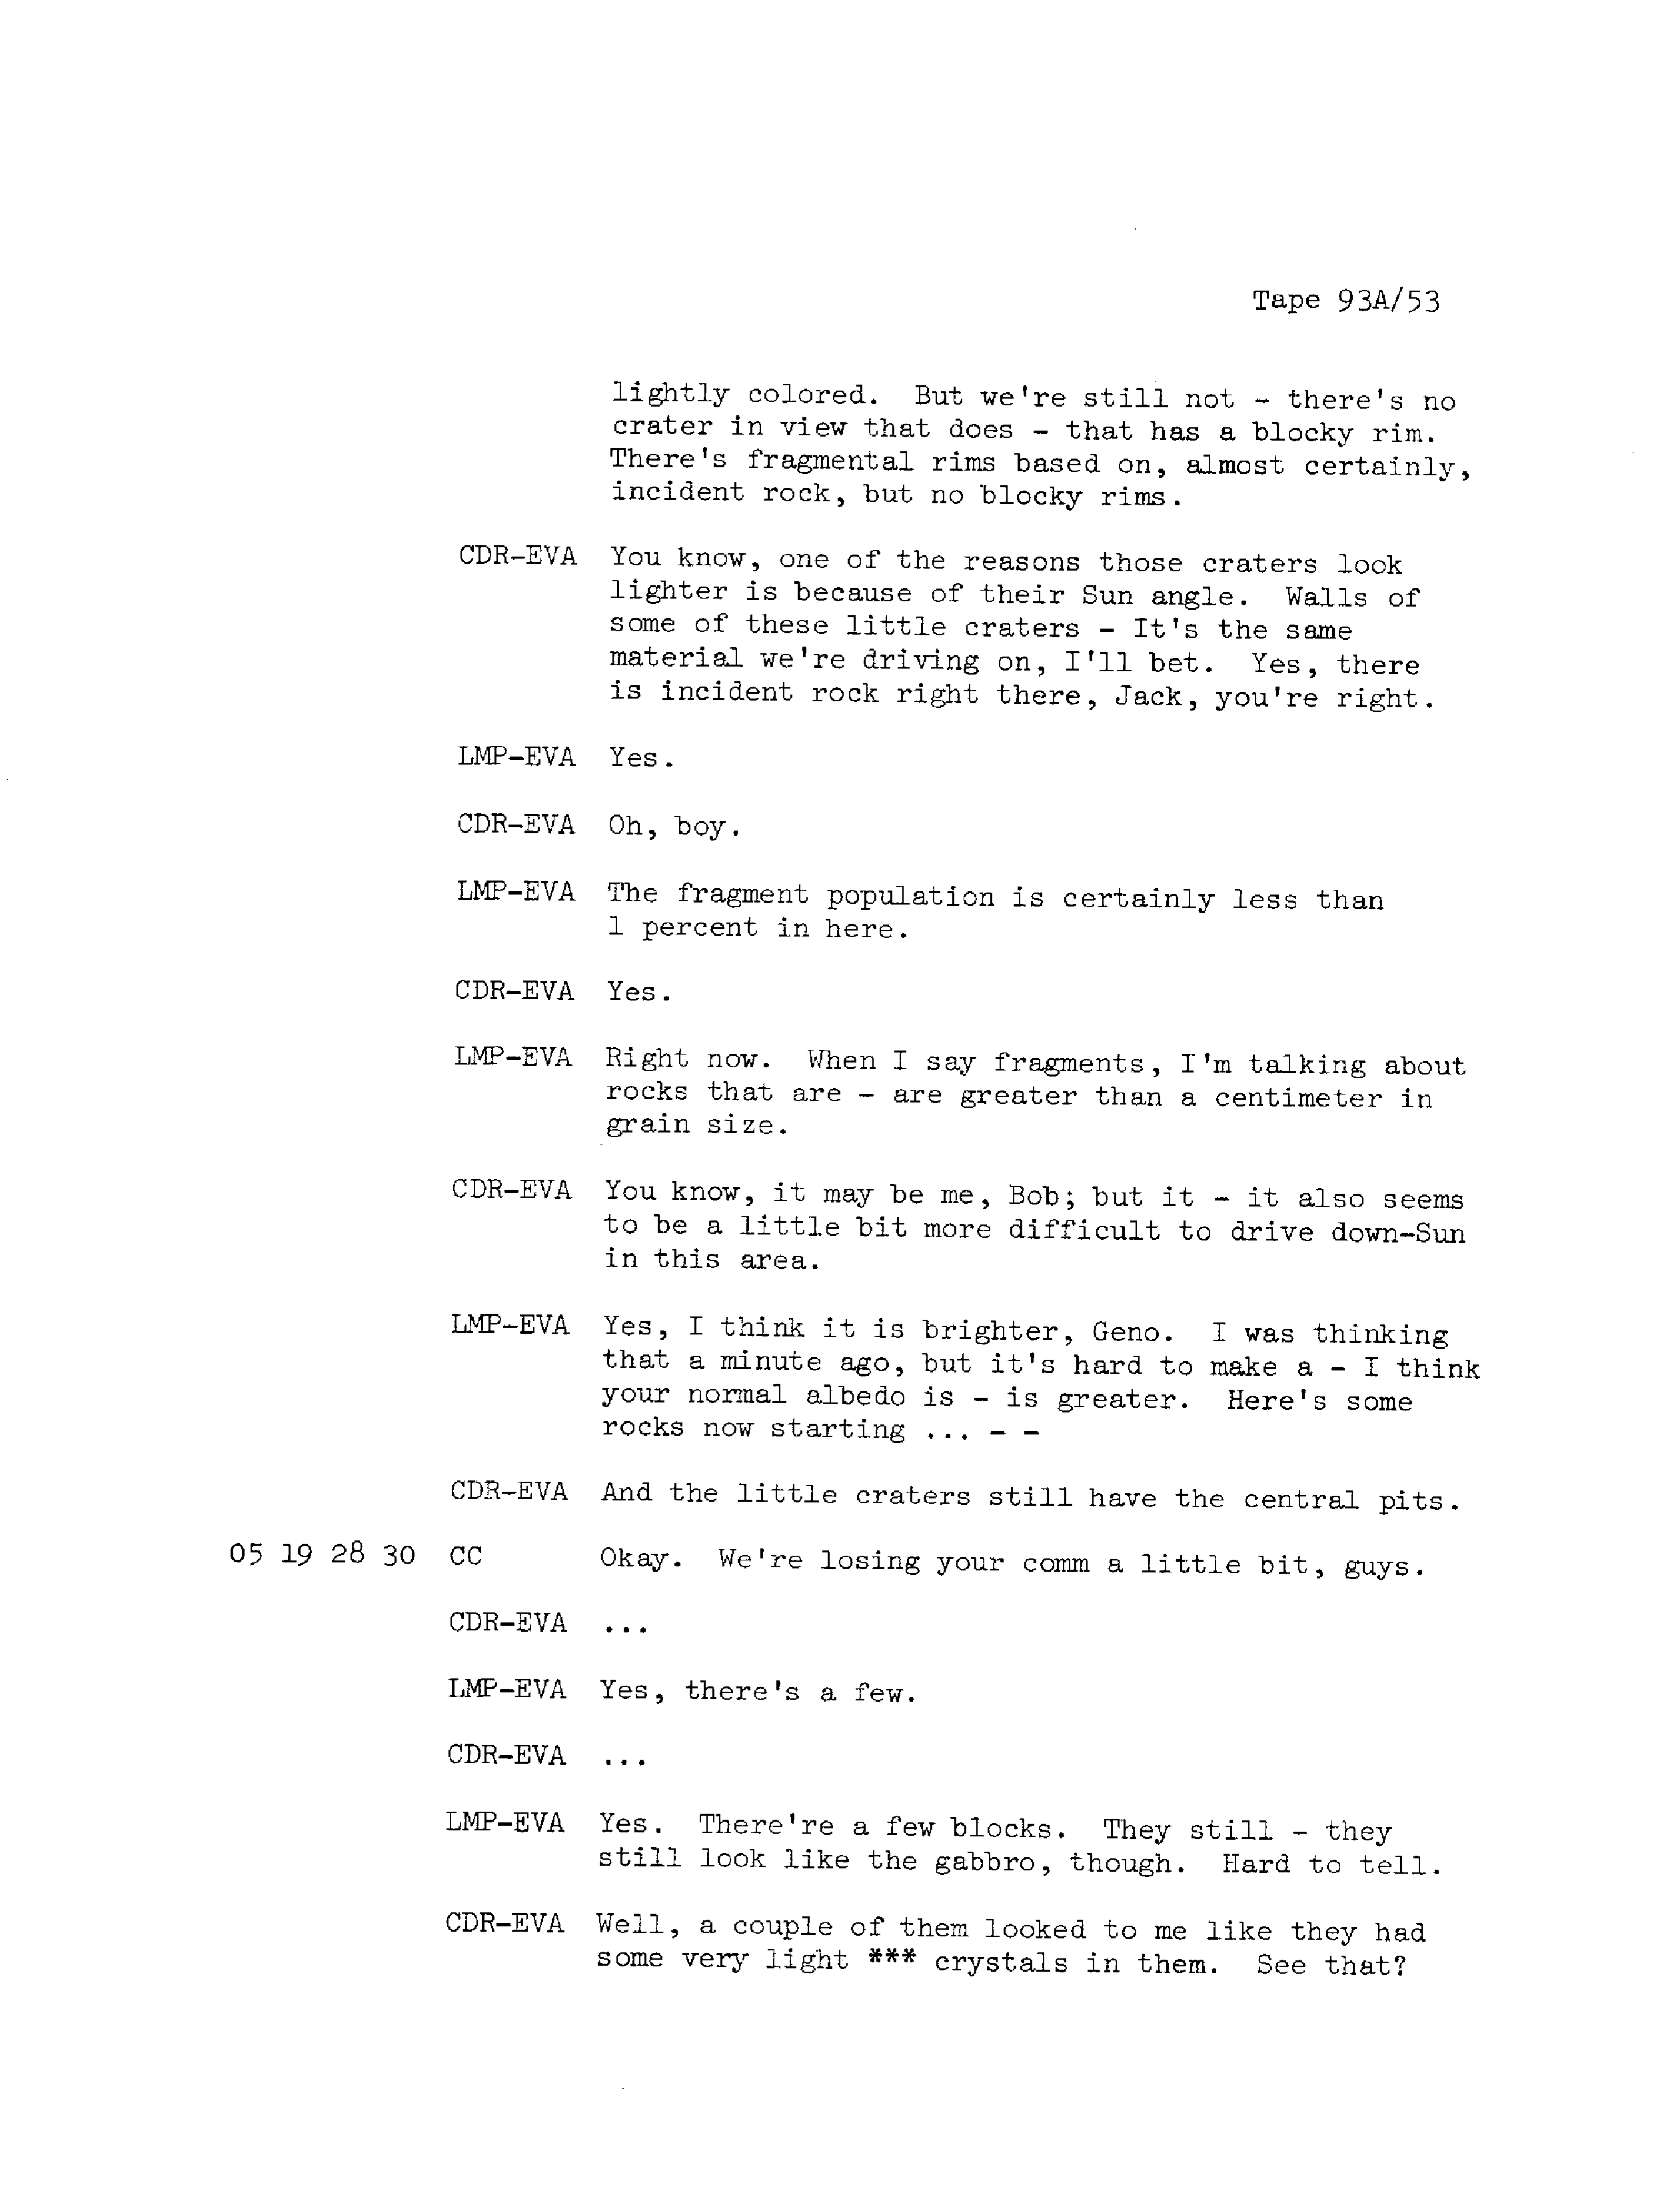 Tape 93A/53
lightly colored. But we're still not - there's no
crater in view that does - that has a blocky rim.
There's fragmental rims based on, almost certainly,
incident rock, but no blocky rims.
CDR-EVA You know, one of the reasons those craters look
lighter is because of their Sun angle. Walls of
some of these little craters - It's the same
material we're driving on, I'll bet. Yes, there
is incident rock right there, Jack, you're right.
LMP-EVA Yes.
CDR-EVA Oh, boy.
LMP-EVA The fragment population is certainly less than
1 percent in here.
CDR-EVA Yes.
LMP-EVA Right now. When I say fragments, I'm talking about
rocks that are - are greater than a centimeter in
grain size.
CDR-EVA You know, it may be me, Bob; but it - it also seems
to be a little bit more difficult to drive down-Sun
in this area.
LMP-EVA Yes, I think it is brighter, Geno. I was thinking
that a minute ago, but it's hard to make a - I think
your normal albedo is - is greater. Here's some
rocks now starting ... - -
CDR-EVA And the little craters still have the central pits.
05 19 28 30 CC Okay. We're losing your comm a little bit, guys.
CDR-EVA ...
LMP-EVA Yes, there's a few.
CDR-EVA ...
LMP-EVA Yes. There're a few blocks. They still - they
still look like the gabbro, though. Hard to tell.
CDR-EVA Well, a couple of them looked to me like they had
some very light *** crystals in them. See that?